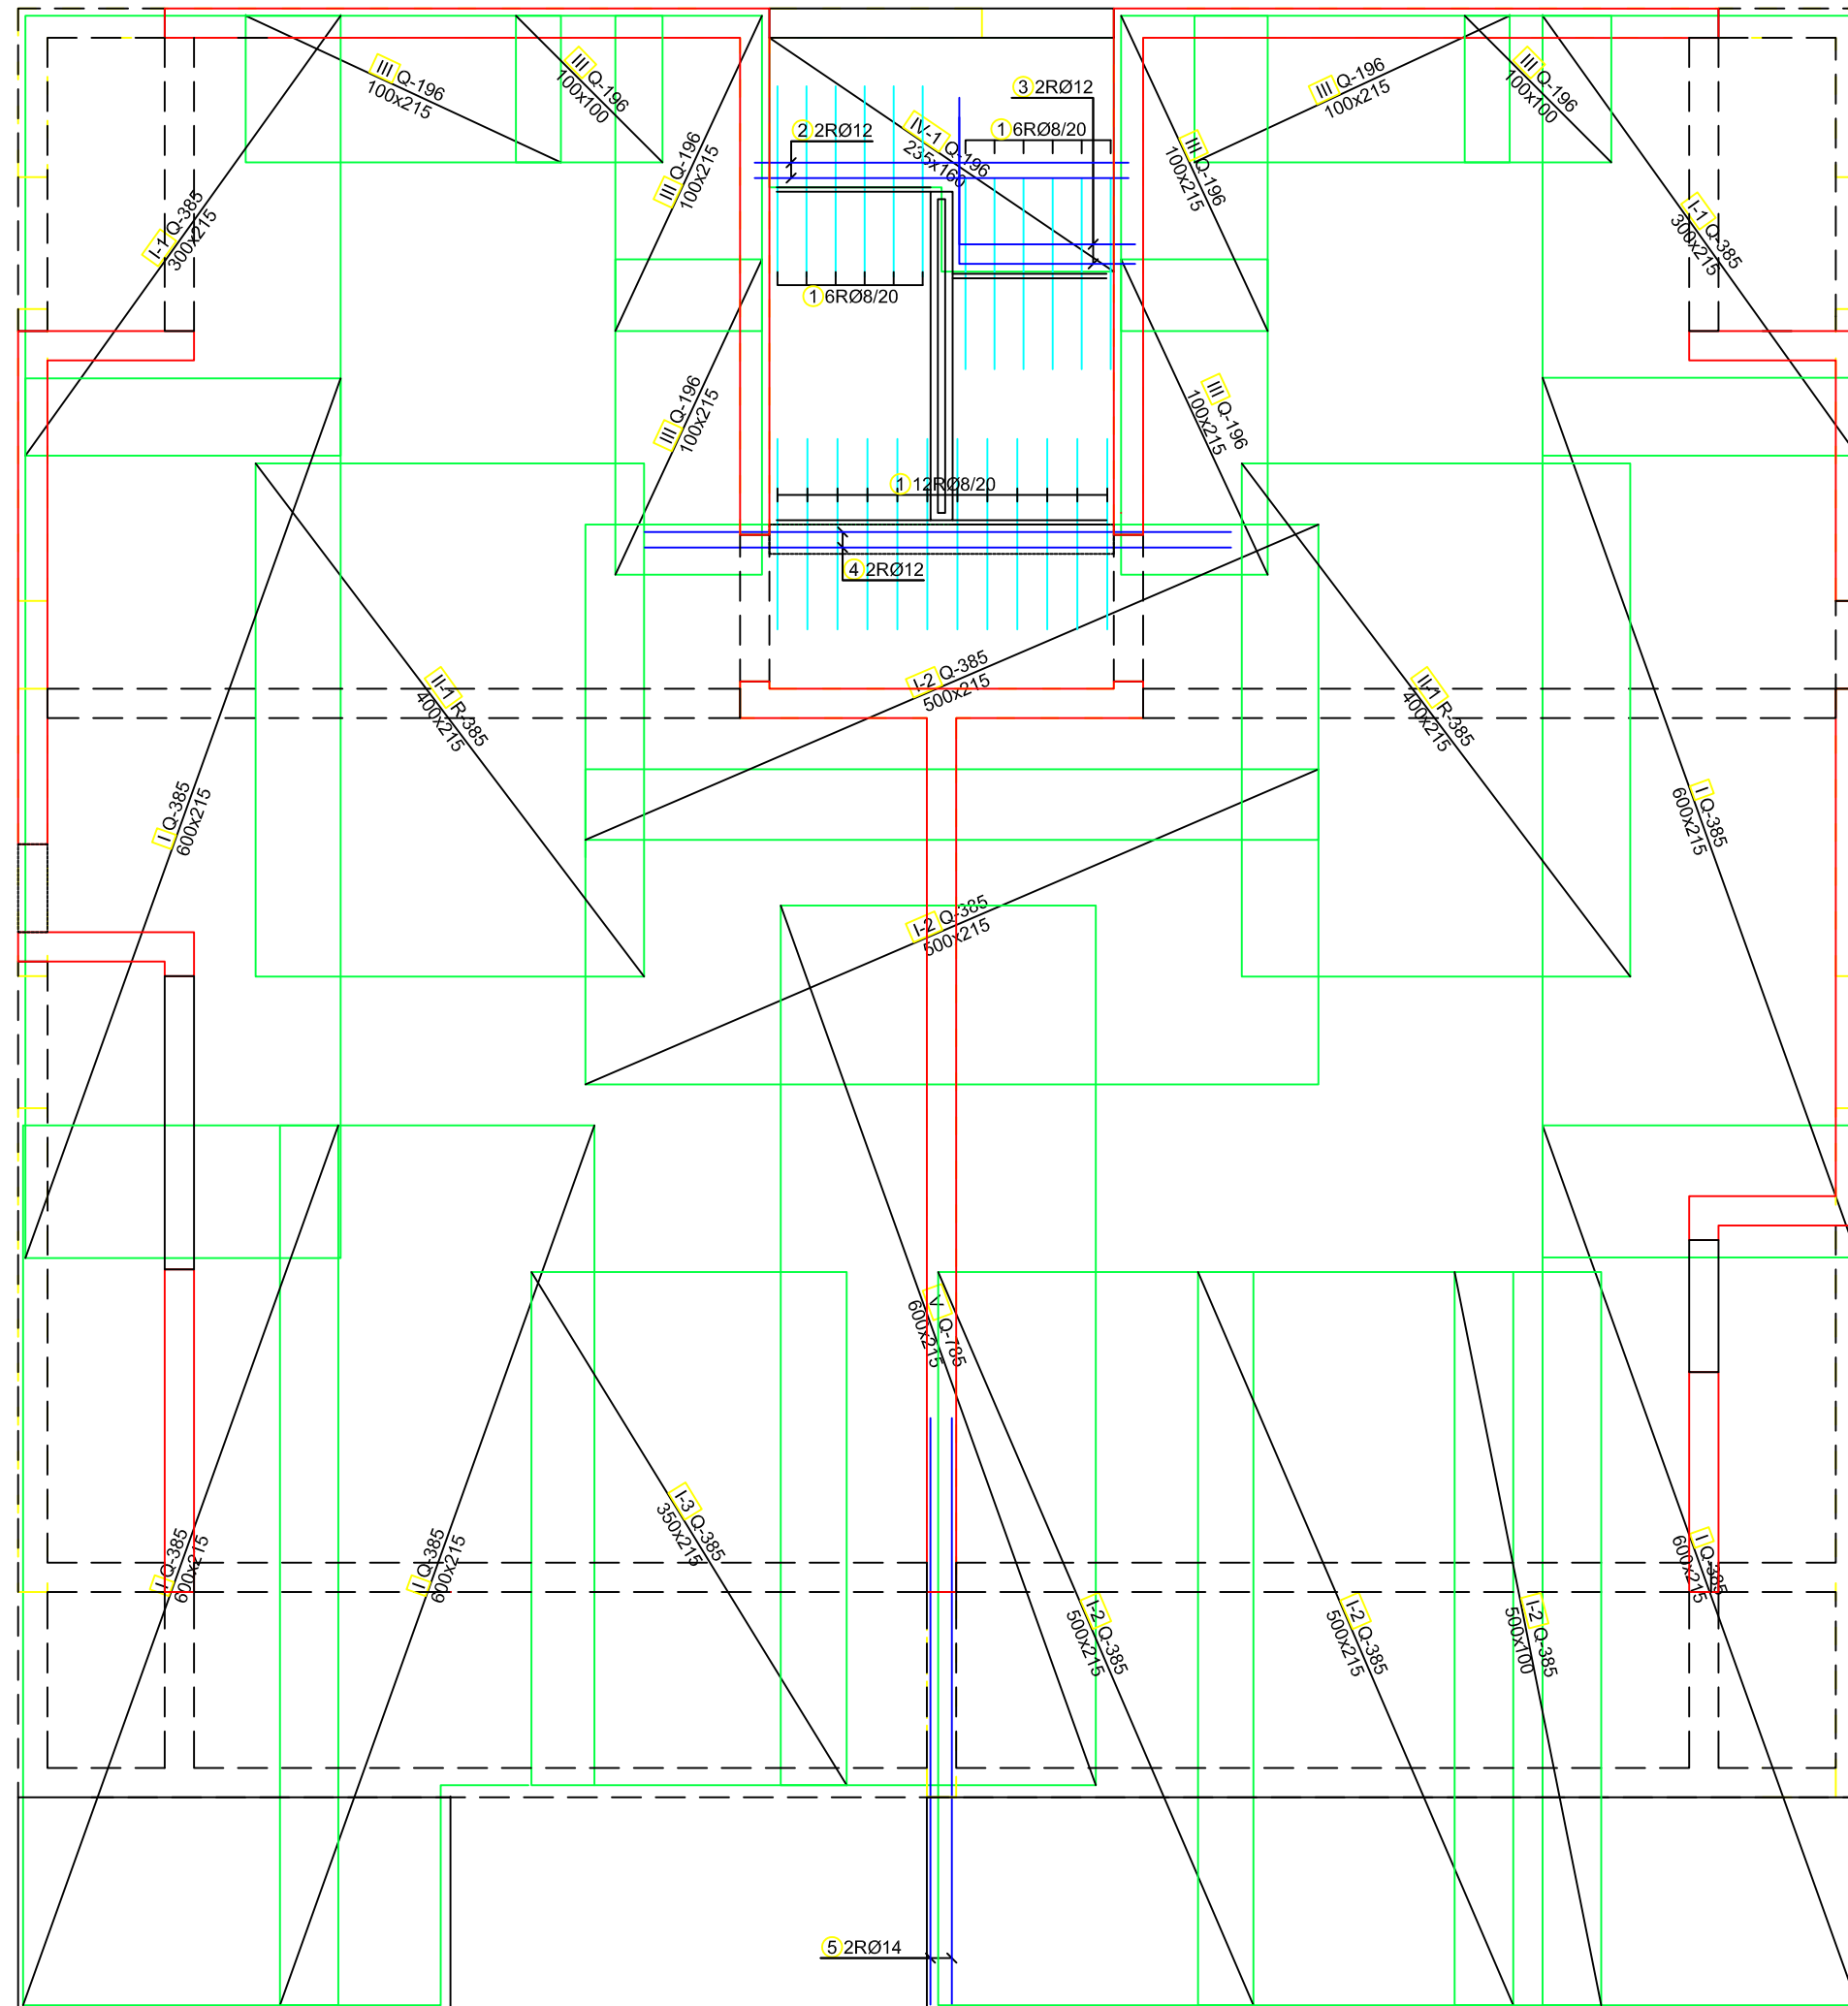 III Q-196
100x215
III Q-196
100x100
III Q-196
100x215
I-1 Q-385
300x215
2 2RØ12
3 2RØ12
IV-1 Q-196
235x160
1 6RØ8/20
1 6RØ8/20
III Q-196
100x215
III Q-196
100x215
III Q-196
100x100
I-1 Q-385
300x215
III Q-196
100x215
III Q-196
100x215
1 12RØ8/20
4 2RØ12
II-1 R-385
400x215
I-2 Q-385
500x215
II-1 R-385
400x215
I Q-385
600x215
I Q-385
600x215
I-2 Q-385
500x215
V Q-785
600x215
I-3 Q-385
350x215
I Q-385
600x215
I Q-385
600x215
I-2 Q-385
500x215
I-2 Q-385
500x215
I-2 Q-385
500x100
I Q-385
600x215
5 2RØ14